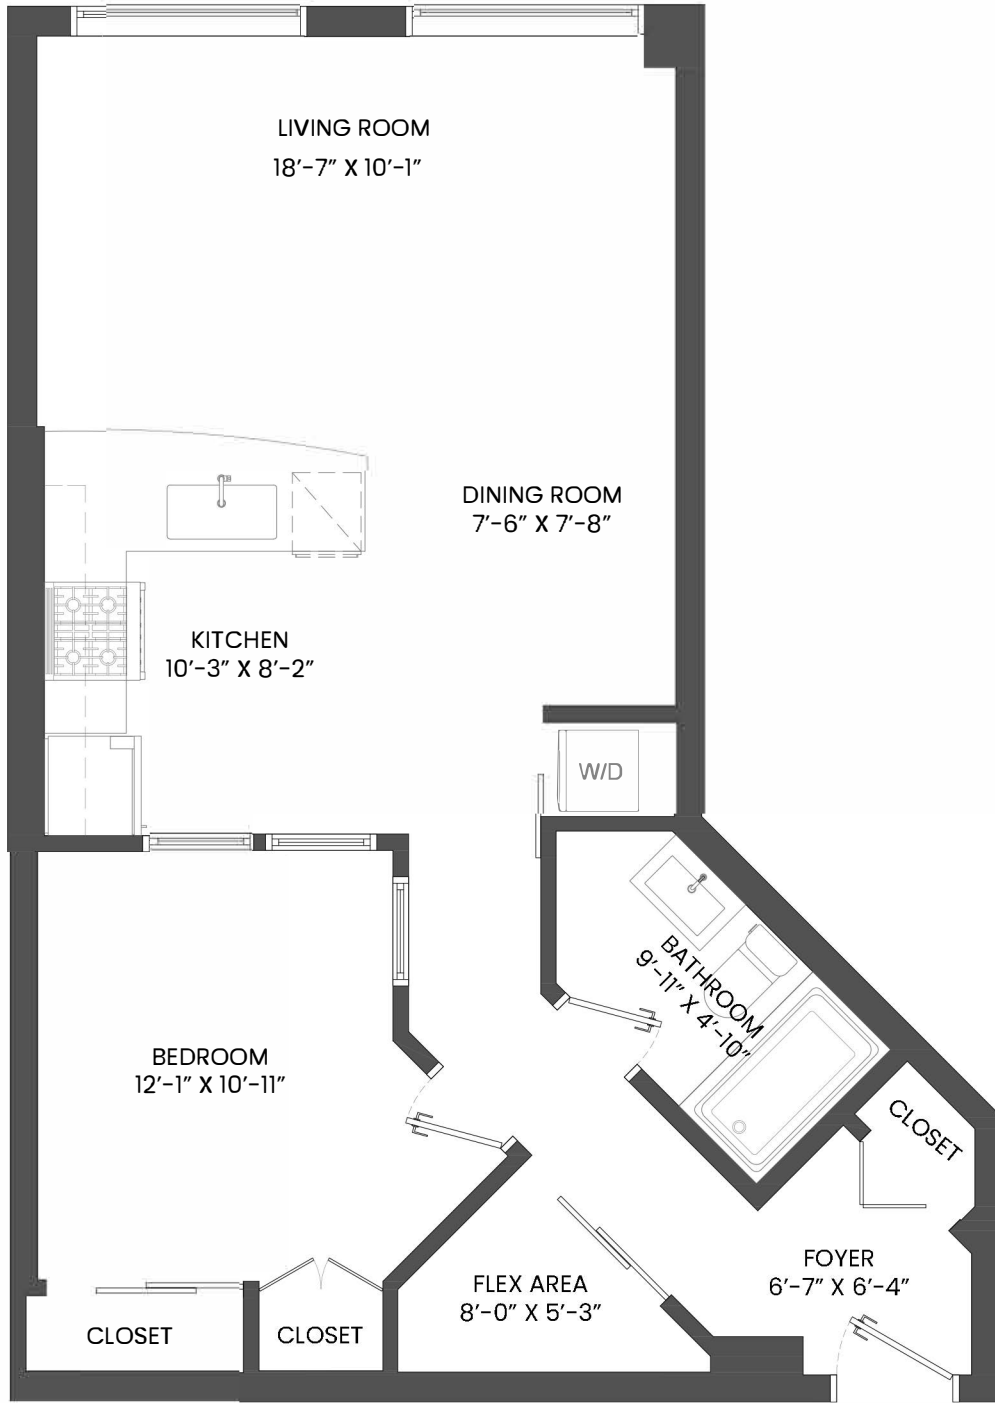 LIVING ROOM
18'-7" X 10'-1"
DINING ROOM
7'-6" X 7'-8"
KITCHEN
10'-3" X 8'-2"
W/D
BATHROOM
9'-11" X 4'-10"
BEDROOM
12'-1" X 10'-11"
CLOSET
FOYER
6'-7" X 6'-4"
FLEX AREA
8'-0" X 5'-3"
CLOSET
CLOSET